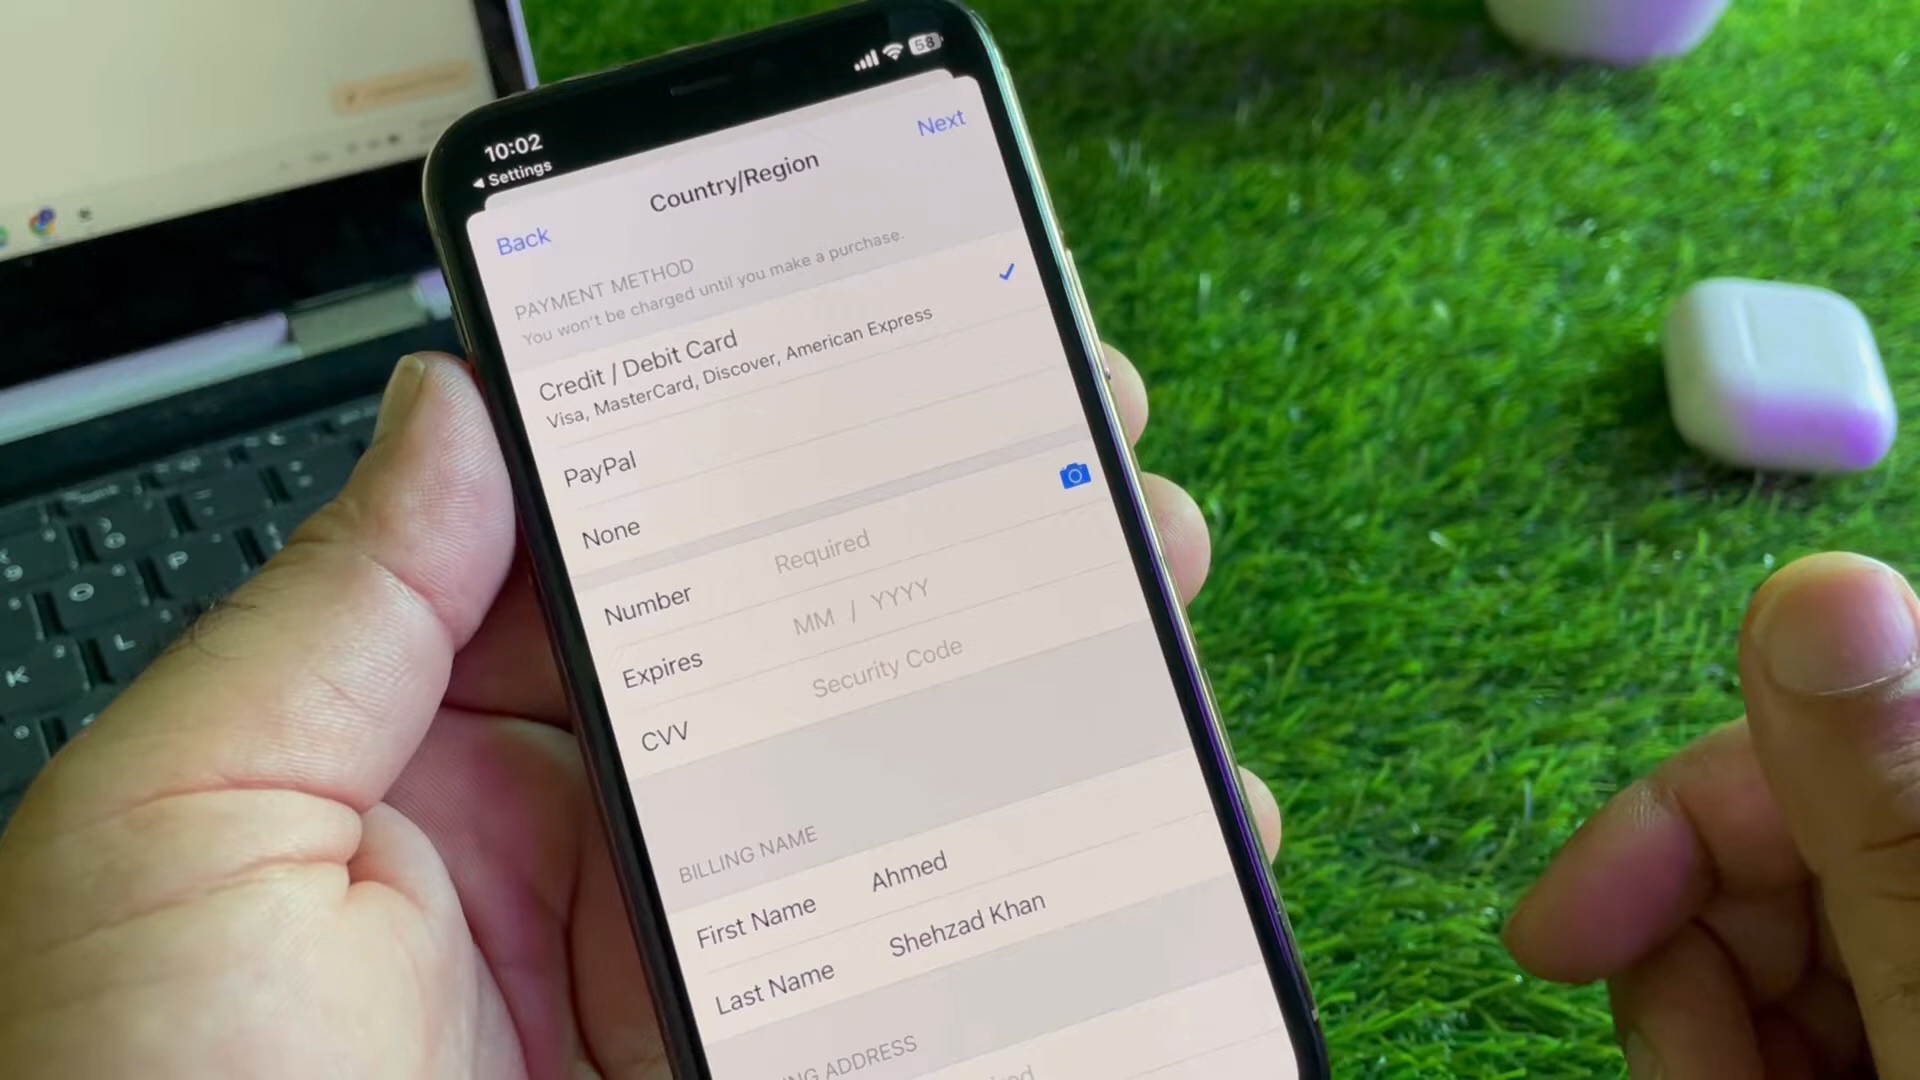 10:02
58
Settings
Next
Country/Region
Back
PAYMENT METHOD
You won't be charged until you make a purchase.
Credit / Debit Card
Visa, MasterCard, Discover, American Express
PayPal
None
Number Required
Expires MM / YYYY
CVV Security Code
BILLING NAME
First Name Ahmed
Last Name Shehzad Khan
ADDRESS
P
L
K